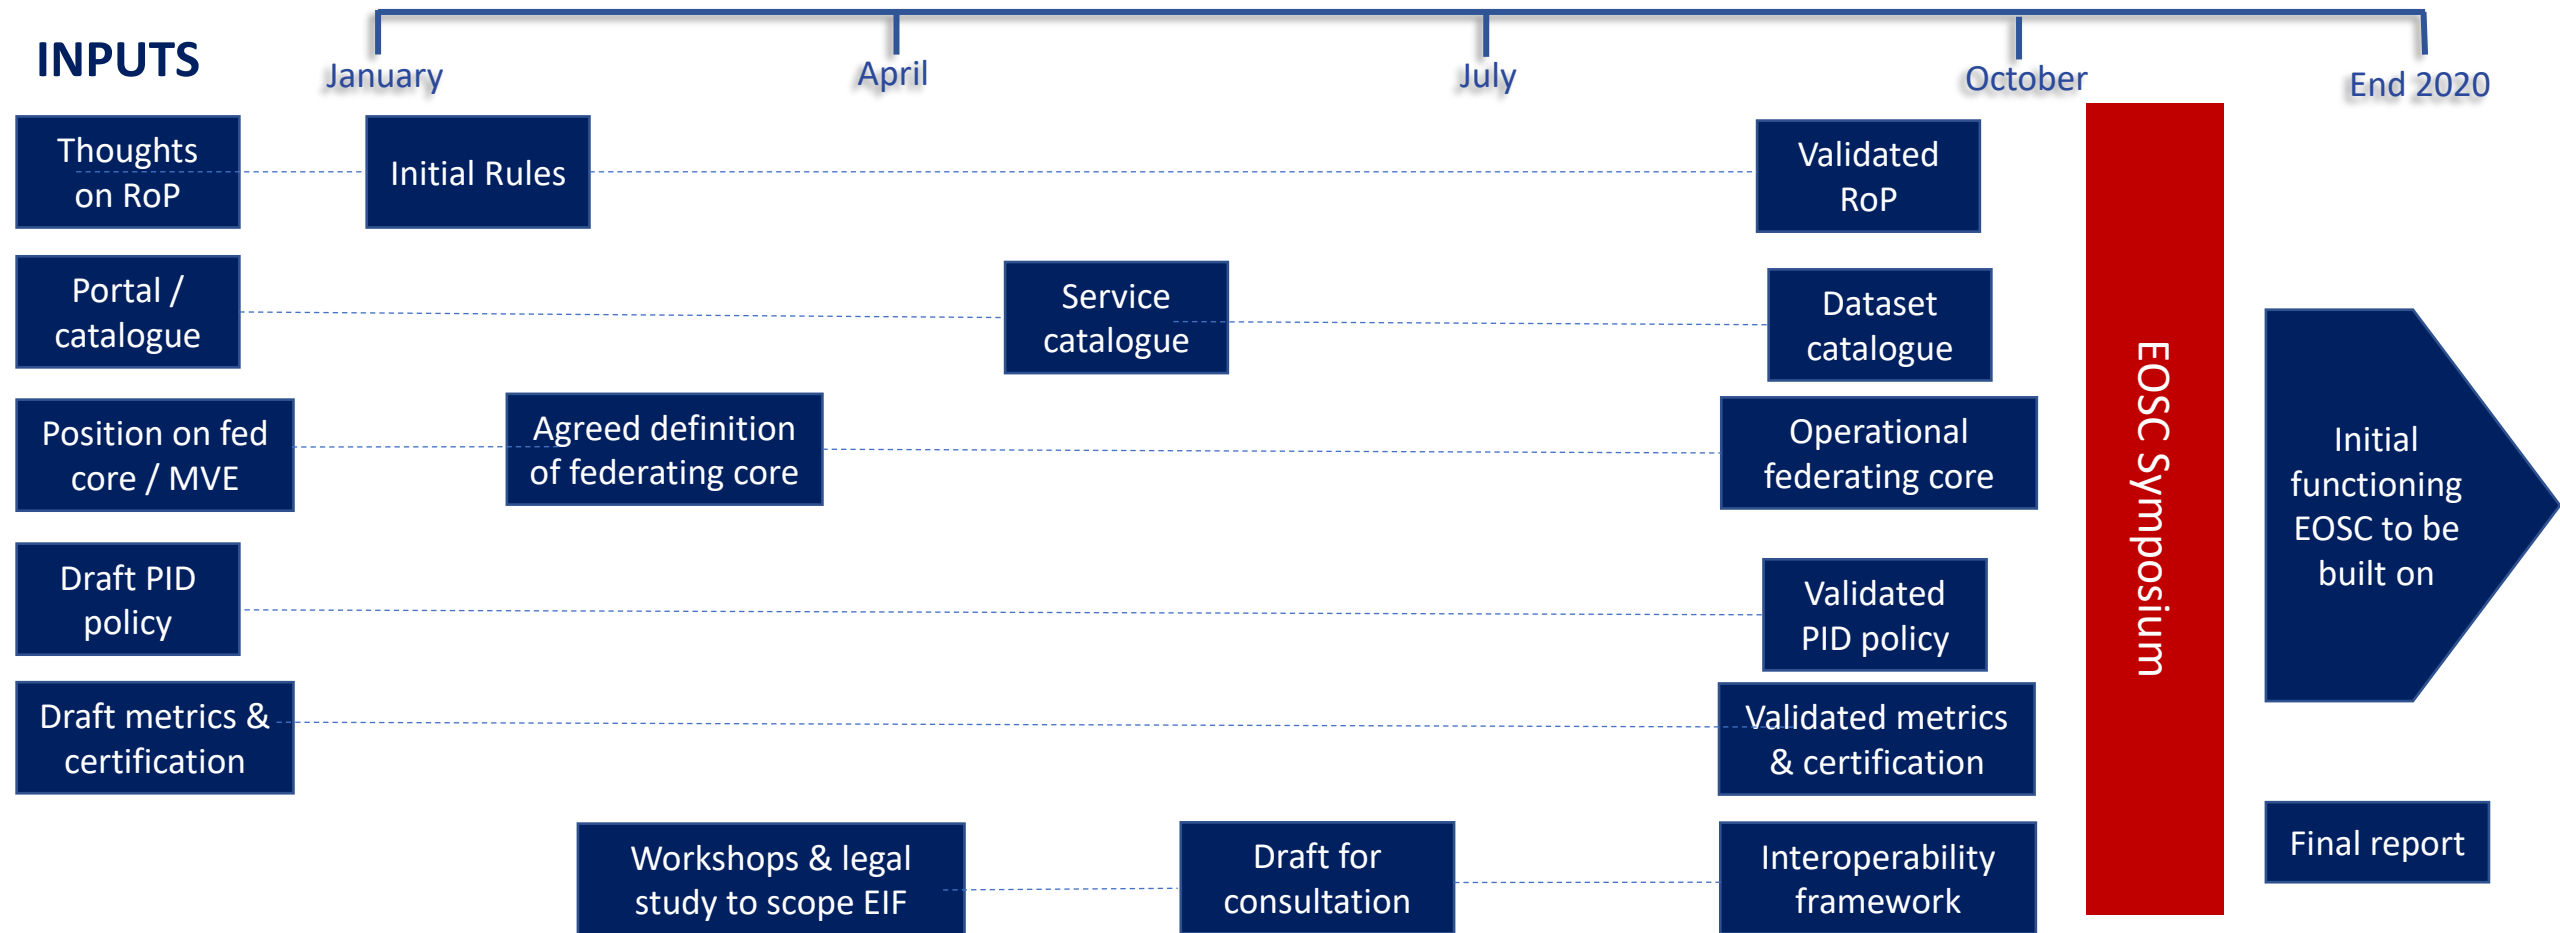 INPUTS
January
April
July
October
End 2020
Thoughts
on RoP
Initial Rules
Validated
RoP
Portal /
catalogue
Service
catalogue
Dataset
catalogue
Position on fed
core / MVE
Agreed definition
of federating core
Operational
federating core
Draft PID
policy
Validated
PID policy
Draft metrics &
certification
Validated metrics
& certification
Workshops & legal
study to scope EIF
Draft for
consultation
Interoperability
framework
EOSC Symposium
Initial
functioning
EOSC to be
built on
Final report